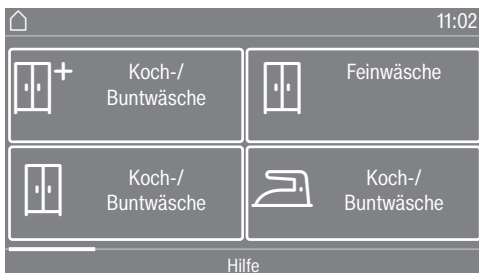 11:02
Koch-/
Buntwäsche
Feinwäsche
Koch-/
Buntwäsche
Koch-/
Buntwäsche
Hilfe